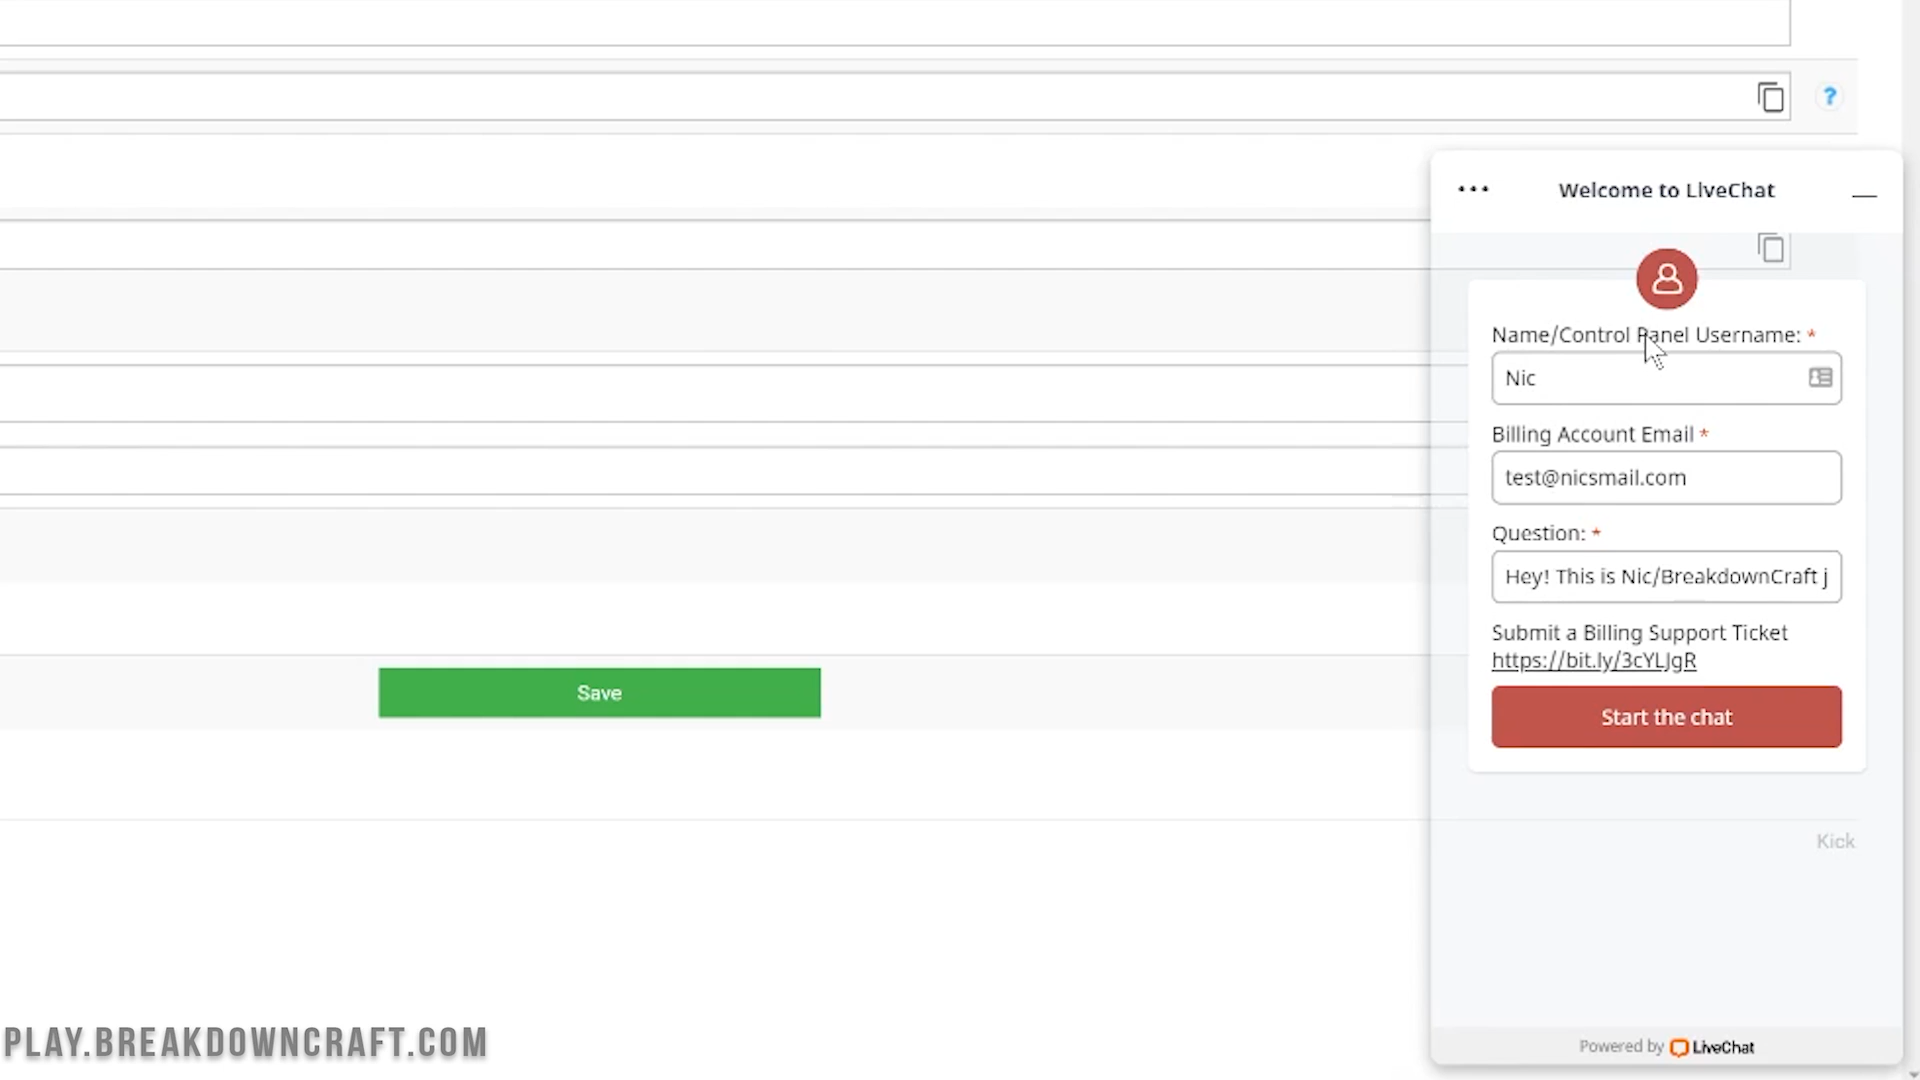 ?
Welcome to LiveChat
Name/Control Panel Username: *
Nic
Billing Account Email *
test@nicsmail.com
Question: *
Hey! This is Nic/BreakdownCraft j
Submit a Billing Support Ticket
https://bit.ly/3cYLJgR
Save
Start the chat
Kick
PLAY.BREAKDOWNCRAFT.COM
Powered by LiveChat